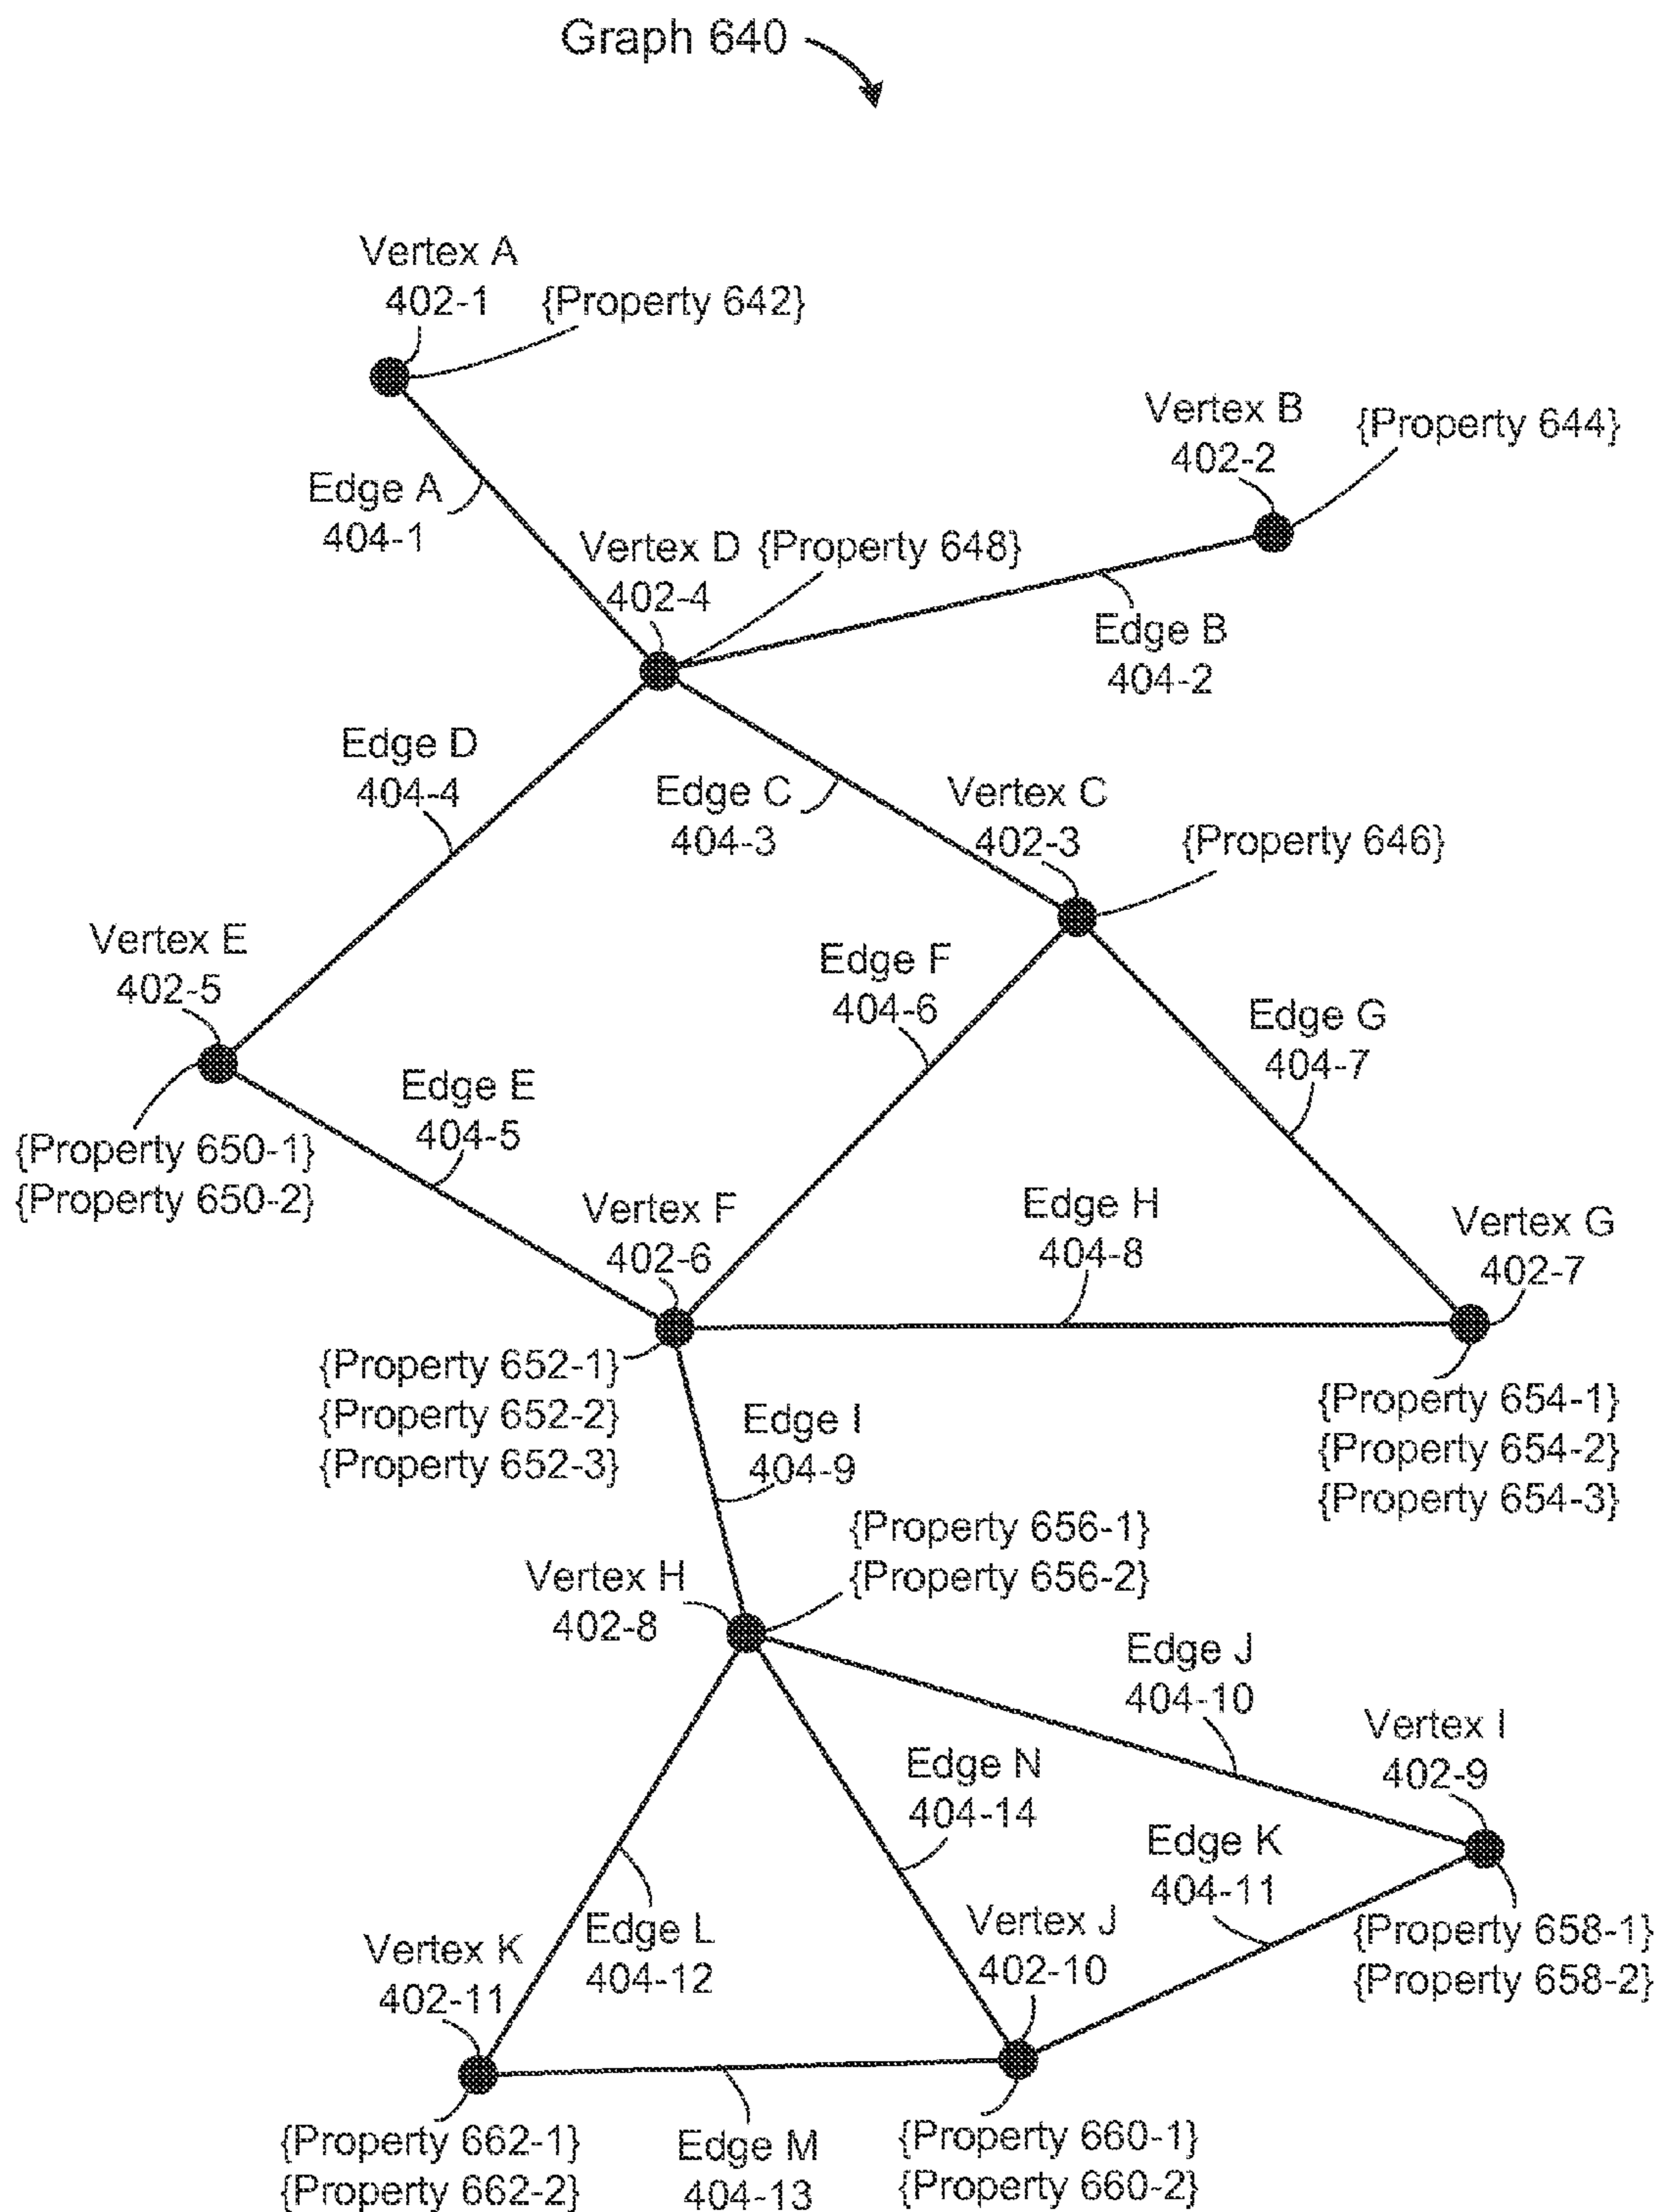 Graph 640
Vertex A
402-1
{Property 642}
Vertex B
402-2
{Property 644}
Edge A
404-1
Vertex D
402-4
{Property 648}
Edge B
404-2
Edge D
404-4
Edge C
404-3
Vertex C
402-3
{Property 646}
Vertex E
402-5
Edge F
404-6
Edge G
404-7
Edge E
404-5
{Property 650-1}
{Property 650-2}
Vertex F
402-6
Edge H
404-8
Vertex G
402-7
{Property 652-1}
{Property 652-2}
{Property 652-3}
{Property 654-1}
{Property 654-2}
{Property 654-3}
Edge I
404-9
{Property 656-1}
{Property 656-2}
Vertex H
402-8
Edge J
404-10
Vertex I
402-9
Edge N
404-14
Edge K
404-11
Vertex K
402-11
Edge L
404-12
Vertex J
402-10
{Property 658-1}
{Property 658-2}
{Property 662-1}
{Property 662-2}
Edge M
404-13
{Property 660-1}
{Property 660-2}